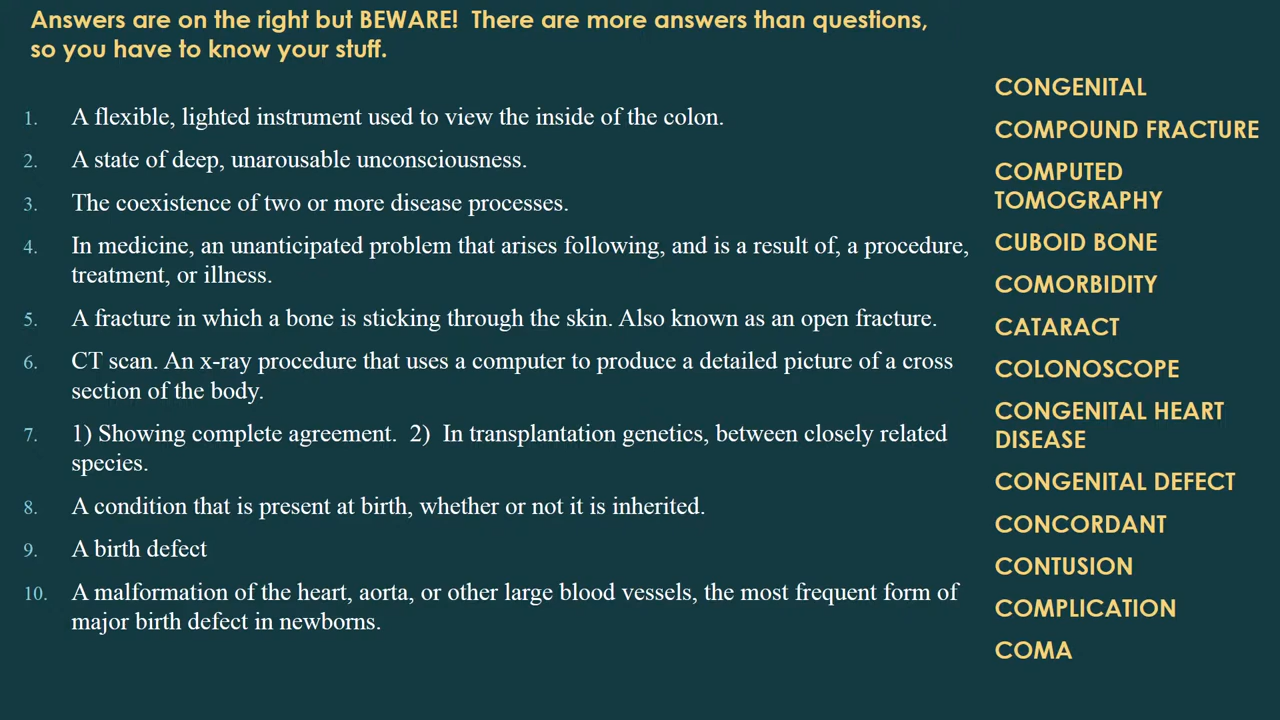 Answers are on the right but BEWARE!  There are more answers than questions,
so you have to know your stuff.
1. A flexible, lighted instrument used to view the inside of the colon.
2. A state of deep, unarousable unconsciousness.
3. The coexistence of two or more disease processes.
4. In medicine, an unanticipated problem that arises following, and is a result of, a procedure,
treatment, or illness.
5. A fracture in which a bone is sticking through the skin. Also known as an open fracture.
6. CT scan. An x-ray procedure that uses a computer to produce a detailed picture of a cross
section of the body.
7. 1) Showing complete agreement.  2)  In transplantation genetics, between closely related
species.
8. A condition that is present at birth, whether or not it is inherited.
9. A birth defect
10. A malformation of the heart, aorta, or other large blood vessels, the most frequent form of
major birth defect in newborns.
CONGENITAL
COMPOUND FRACTURE
COMPUTED
TOMOGRAPHY
CUBOID BONE
COMORBIDITY
CATARACT
COLONOSCOPE
CONGENITAL HEART
DISEASE
CONGENITAL DEFECT
CONCORDANT
CONTUSION
COMPLICATION
COMA